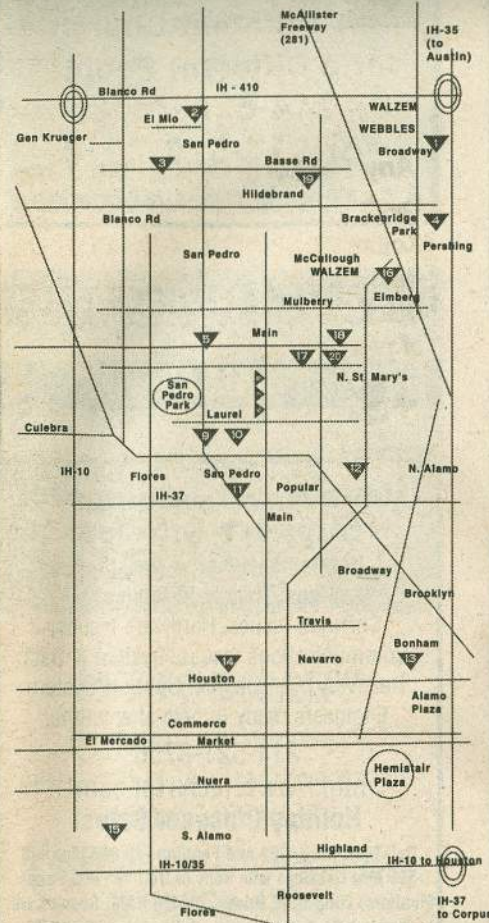 McAllister
Freeway
(281)
IH-35
(to
Austin)
Blanco Rd
IH - 410
2
El Mio
WALZEM
WEBBLES
Gen Krueger
San Pedro
Broadway
1
3
Basse Rd
19
Hildebrand
Blanco Rd
Brackenridge
Park
4
Pershing
San Pedro
McCullough
WALZEM
16
Elmberg
Mulberry
5
Main
18
17
20
San
Pedro
Park
N. St. Mary's
Laurel
Culebra
9
10
IH-10
Flores
San Pedro
11
Popular
12
N. Alamo
IH-37
Main
Broadway
Brooklyn
Travis
14
Navarro
Bonham
13
Houston
Alamo
Plaza
Commerce
El Mercado
Market
Nuera
Hemistair
Plaza
15
S. Alamo
Highland
IH-10/35
IH-10 to Houston
Roosevelt
Flores
IH-37
to Corpus